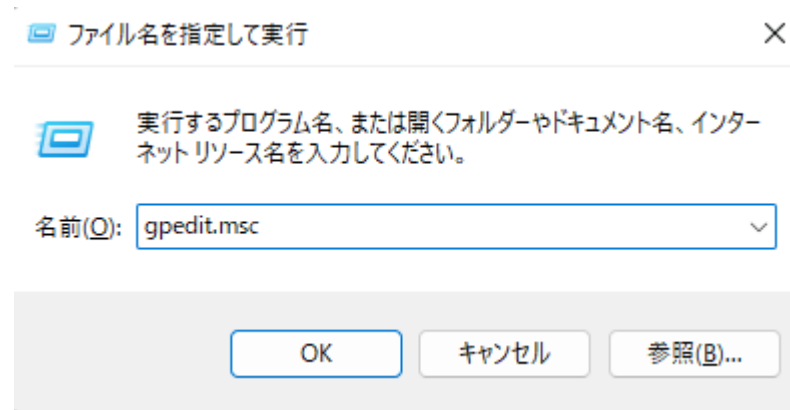 ファイル名を指定して実行
実行するプログラム名、または開くフォルダーやドキュメント名、インター
ネット リソース名を入力してください。
名前(O): gpedit.msc
OK キャンセル 参照(B)...